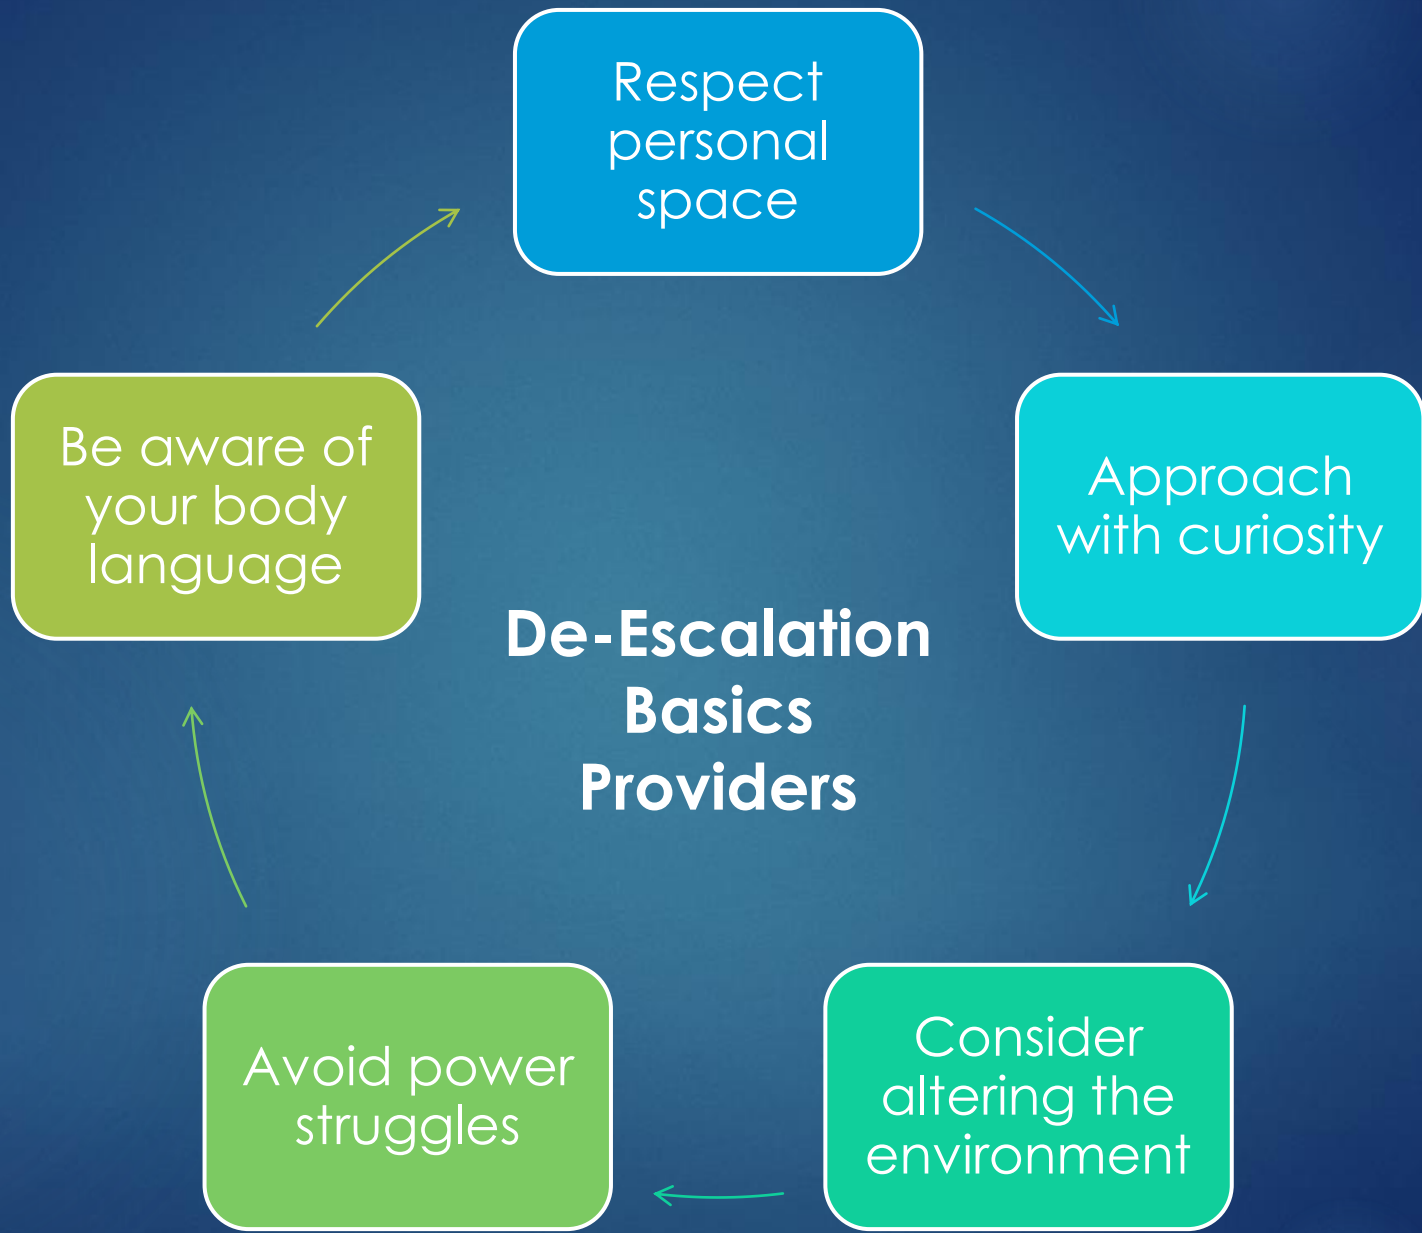 Respect
personal
space
Approach
with curiosity
Consider
altering the
environment
Avoid power
struggles
Be aware of
your body
language
De-Escalation
Basics
Providers